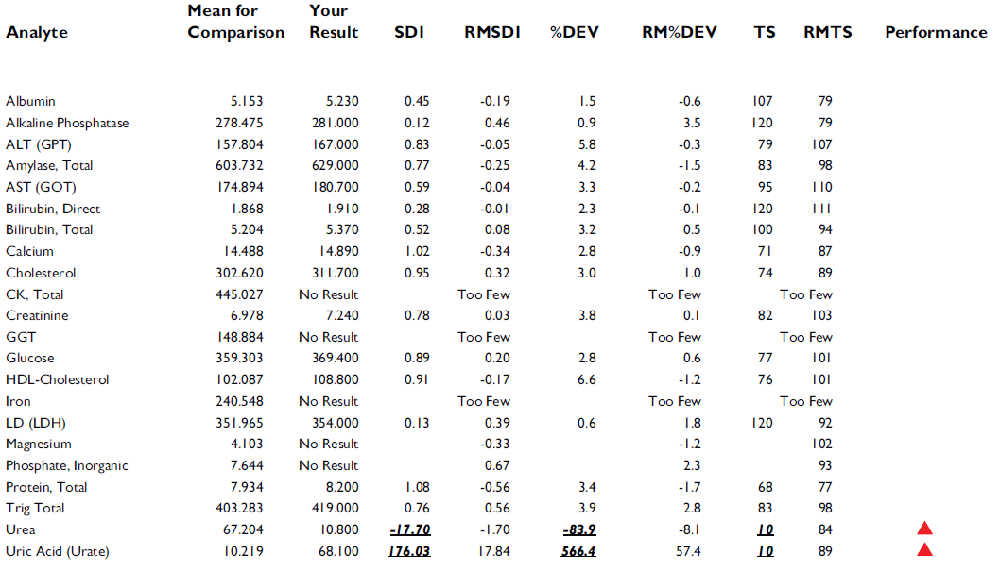 Analyte Mean for Comparison Your Result SDI RMSDI %DEV RM%DEV TS RMTS Performance
Albumin 5.153 5.230 0.45 -0.19 1.5 -0.6 107 79
Alkaline Phosphatase 278.475 281.000 0.12 0.46 0.9 3.5 120 79
ALT (GPT) 157.804 167.000 0.83 -0.05 5.8 -0.3 79 107
Amylase, Total 603.732 629.000 0.77 -0.25 4.2 -1.5 83 98
AST (GOT) 174.894 180.700 0.59 -0.04 3.3 -0.2 95 110
Bilirubin, Direct 1.868 1.910 0.28 -0.01 2.3 -0.1 120 111
Bilirubin, Total 5.204 5.370 0.52 0.08 3.2 0.5 100 94
Calcium 14.488 14.890 1.02 -0.34 2.8 -0.9 71 87
Cholesterol 302.620 311.700 0.95 0.32 3.0 1.0 74 89
CK, Total 445.027 No Result Too Few Too Few Too Few
Creatinine 6.978 7.240 0.78 0.03 3.8 0.1 82 103
GGT 148.884 No Result Too Few Too Few Too Few
Glucose 359.303 369.400 0.89 0.20 2.8 0.6 77 101
HDL-Cholesterol 102.087 108.800 0.91 -0.17 6.6 -1.2 76 101
Iron 240.548 No Result Too Few Too Few Too Few
LD (LDH) 351.965 354.000 0.13 0.39 0.6 1.8 120 92
Magnesium 4.103 No Result -0.33 -1.2 102
Phosphate, Inorganic 7.644 No Result 0.67 2.3 93
Protein, Total 7.934 8.200 1.08 -0.56 3.4 -1.7 68 77
Trig Total 403.283 419.000 0.76 0.56 3.9 2.8 83 98
Urea 67.204 10.800 -17.70 -1.70 -83.9 -8.1 10 84
Uric Acid (Urate) 10.219 68.100 176.03 17.84 566.4 57.4 10 89